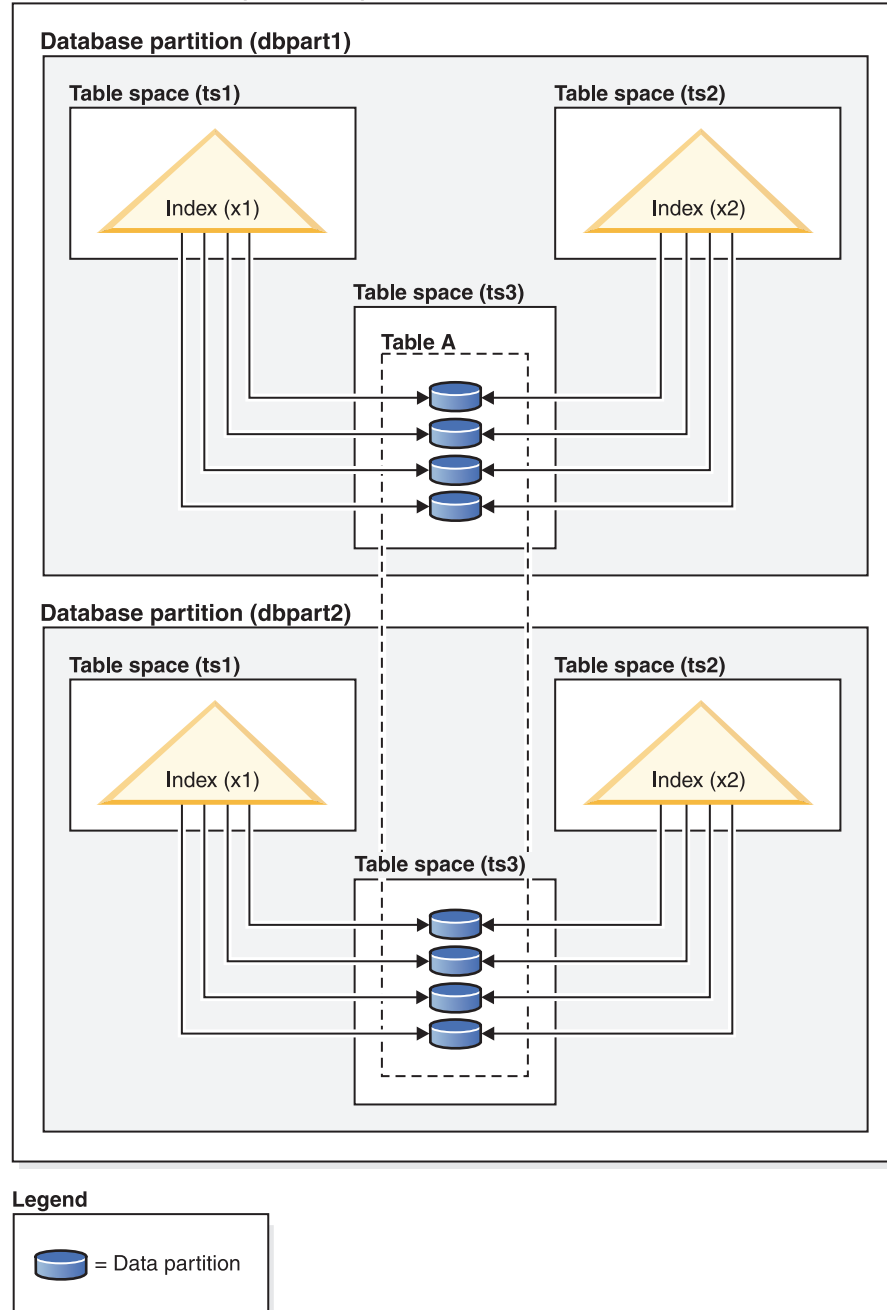 Database partition (dbpart1)
Table space (ts1)
Table space (ts2)
Index (x1)
Index (x2)
Table space (ts3)
Table A
Database partition (dbpart2)
Table space (ts1)
Table space (ts2)
Index (x1)
Index (x2)
Table space (ts3)
Legend
= Data partition